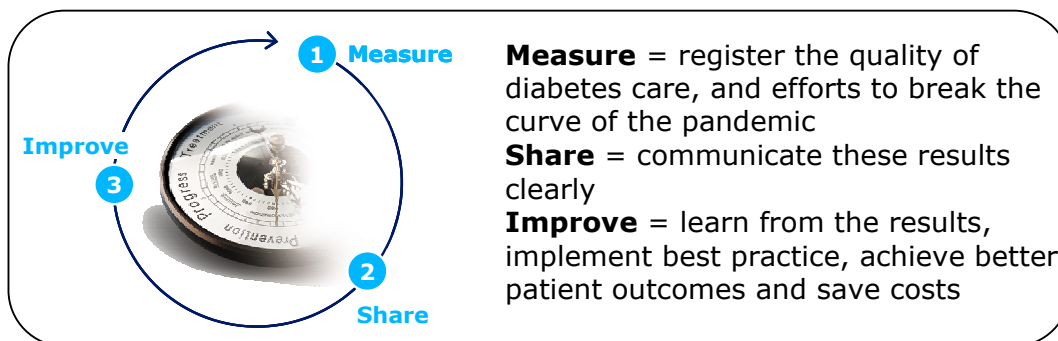 1 Measure
Improve
3
2
Share
Treatment
Progress
Prevention
Measure = register the quality of
diabetes care, and efforts to break the
curve of the pandemic
Share = communicate these results
clearly
Improve = learn from the results,
implement best practice, achieve better
patient outcomes and save costs